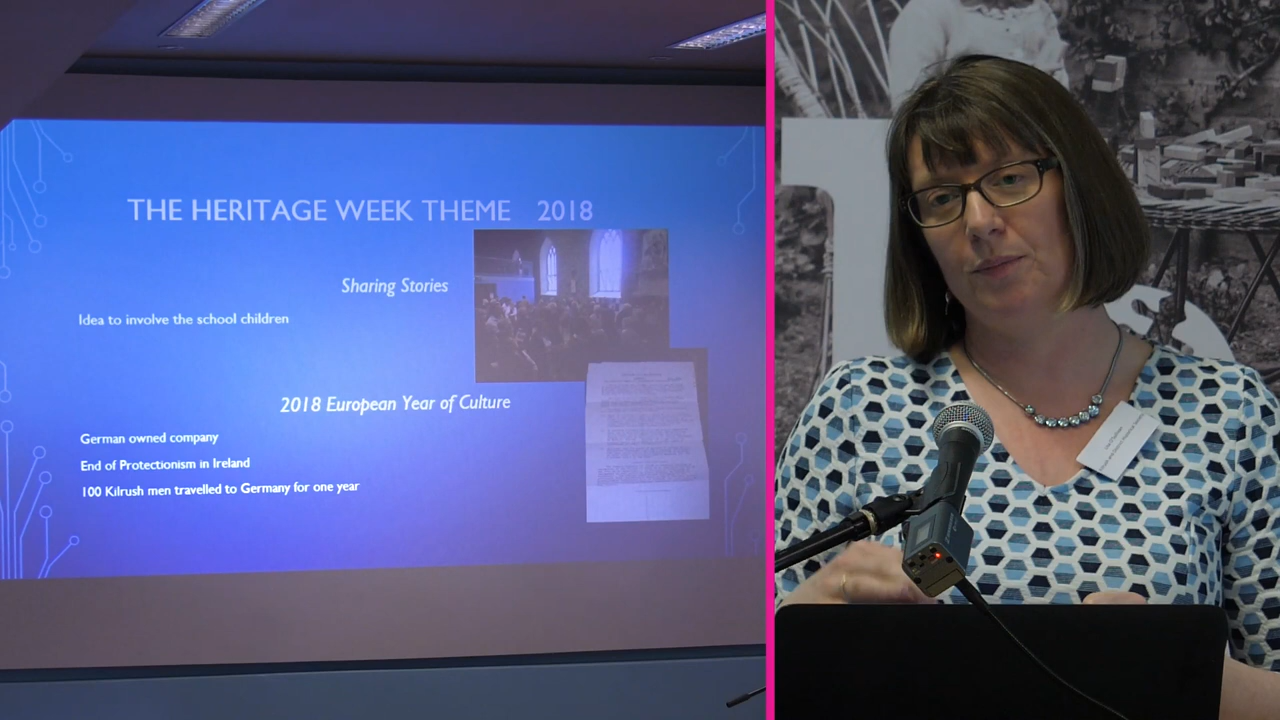 THE HERITAGE WEEK THEME 2018
Sharing Stories
Idea to involve the school children
2018 European Year of Culture
German owned company
End of Protectionism in Ireland
100 Kilrush men travelled to Germany for one year